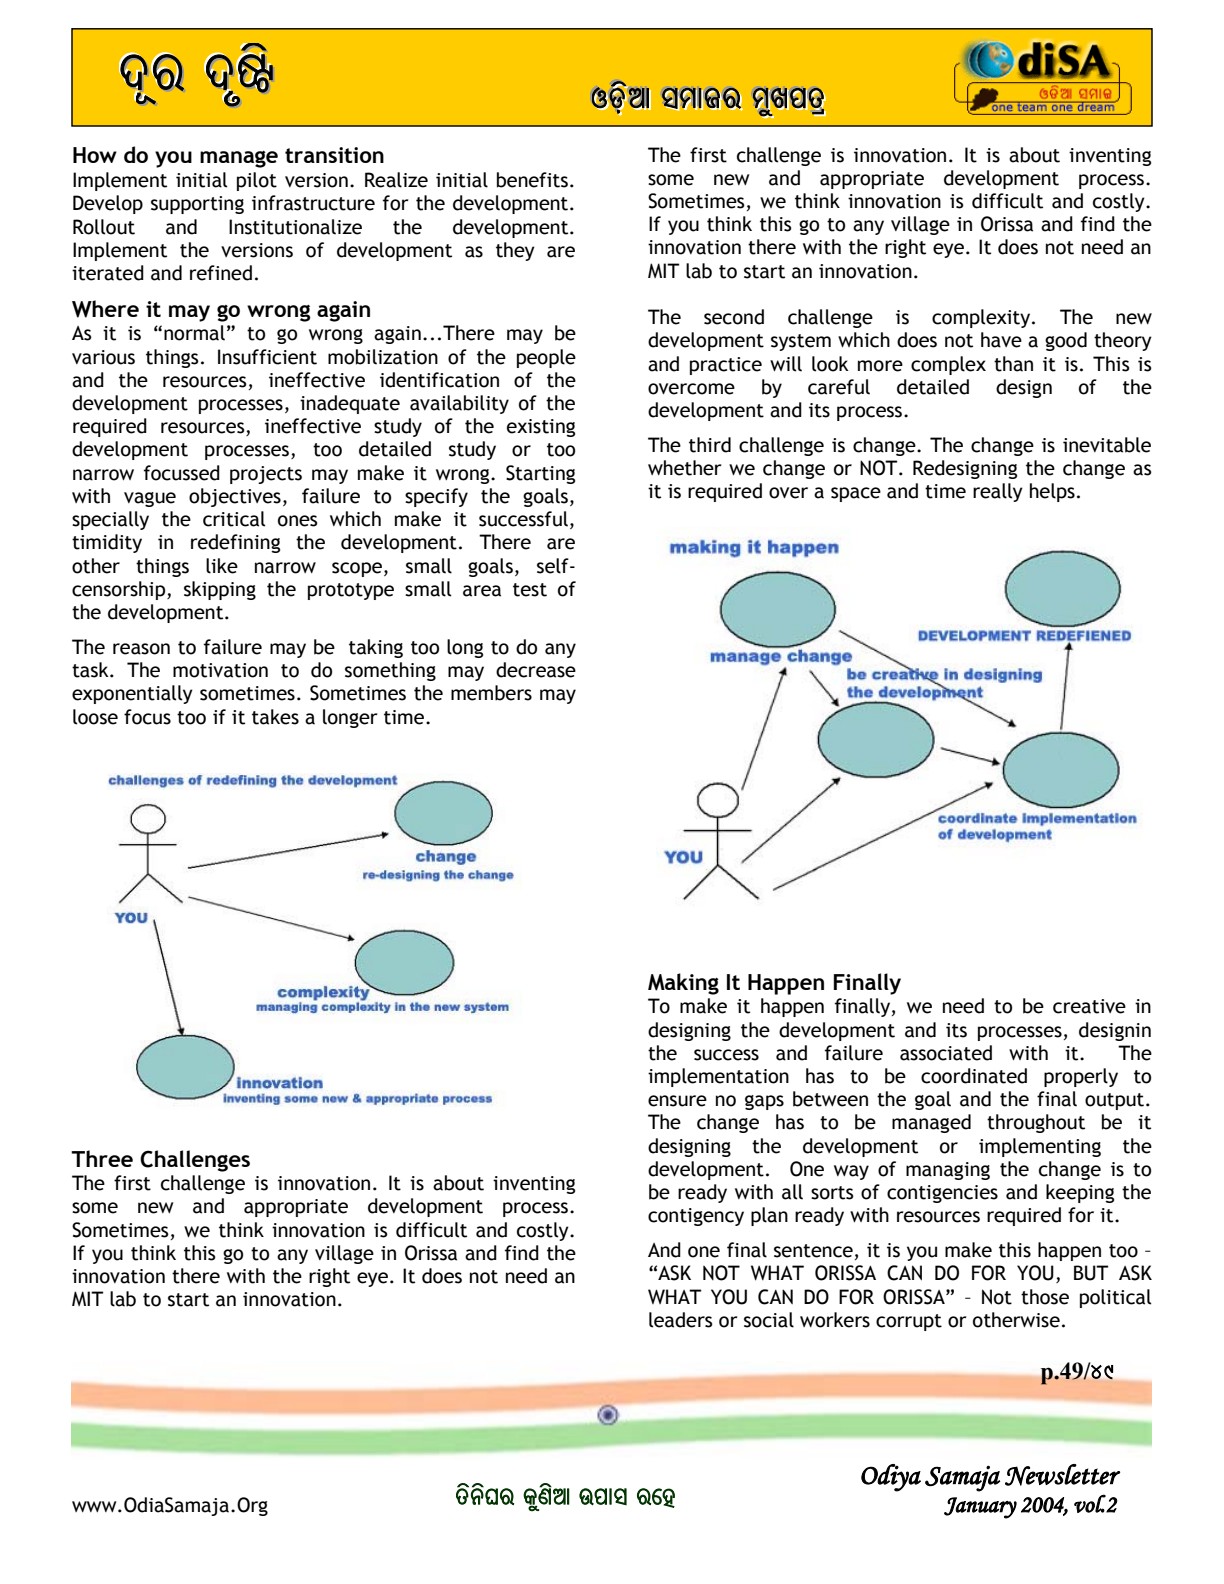 ଦୂର ଦୃଷ୍ଟି
ଓଡ଼ିଆ ସମାଜର ମୁଖପତ୍ର
diSA
ଓଡିଆ ସମାଜ
one team one dream
How do you manage transition
Implement initial pilot version. Realize initial benefits.
Develop supporting infrastructure for the development.
Rollout and Institutionalize the development.
Implement the versions of development as they are
iterated and refined.
Where it may go wrong again
As it is “normal” to go wrong again...There may be
various things. Insufficient mobilization of the people
and the resources, ineffective identification of the
development processes, inadequate availability of the
required resources, ineffective study of the existing
development processes, too detailed study or too
narrow focussed projects may make it wrong. Starting
with vague objectives, failure to specify the goals,
specially the critical ones which make it successful,
timidity in redefining the development. There are
other things like narrow scope, small goals, self-
censorship, skipping the prototype small area test of
the development.
The reason to failure may be taking too long to do any
task. The motivation to do something may decrease
exponentially sometimes. Sometimes the members may
loose focus too if it takes a longer time.
challenges of redefining the development
change
re-designing the change
YOU
complexity
managing complexity in the new system
innovation
inventing some new & appropriate process
Three Challenges
The first challenge is innovation. It is about inventing
some new and appropriate development process.
Sometimes, we think innovation is difficult and costly.
If you think this go to any village in Orissa and find the
innovation there with the right eye. It does not need an
MIT lab to start an innovation.
The first challenge is innovation. It is about inventing
some new and appropriate development process.
Sometimes, we think innovation is difficult and costly.
If you think this go to any village in Orissa and find the
innovation there with the right eye. It does not need an
MIT lab to start an innovation.
The second challenge is complexity. The new
development system which does not have a good theory
and practice will look more complex than it is. This is
overcome by careful detailed design of the
development and its process.
The third challenge is change. The change is inevitable
whether we change or NOT. Redesigning the change as
it is required over a space and time really helps.
making it happen
DEVELOPMENT REDEFIENED
manage change
be creative in designing
the development
coordinate implementation
of development
YOU
Making It Happen Finally
To make it happen finally, we need to be creative in
designing the development and its processes, designin
the success and failure associated with it. The
implementation has to be coordinated properly to
ensure no gaps between the goal and the final output.
The change has to be managed throughout be it
designing the development or implementing the
development. One way of managing the change is to
be ready with all sorts of contigencies and keeping the
contigency plan ready with resources required for it.
And one final sentence, it is you make this happen too –
“ASK NOT WHAT ORISSA CAN DO FOR YOU, BUT ASK
WHAT YOU CAN DO FOR ORISSA” – Not those political
leaders or social workers corrupt or otherwise.
p.49/୪୯
www.OdiaSamaja.Org
ତିନିଘର କୁଣିଆ ଉପାସ ରହେ
Odiya Samaja Newsletter
January 2004, vol.2